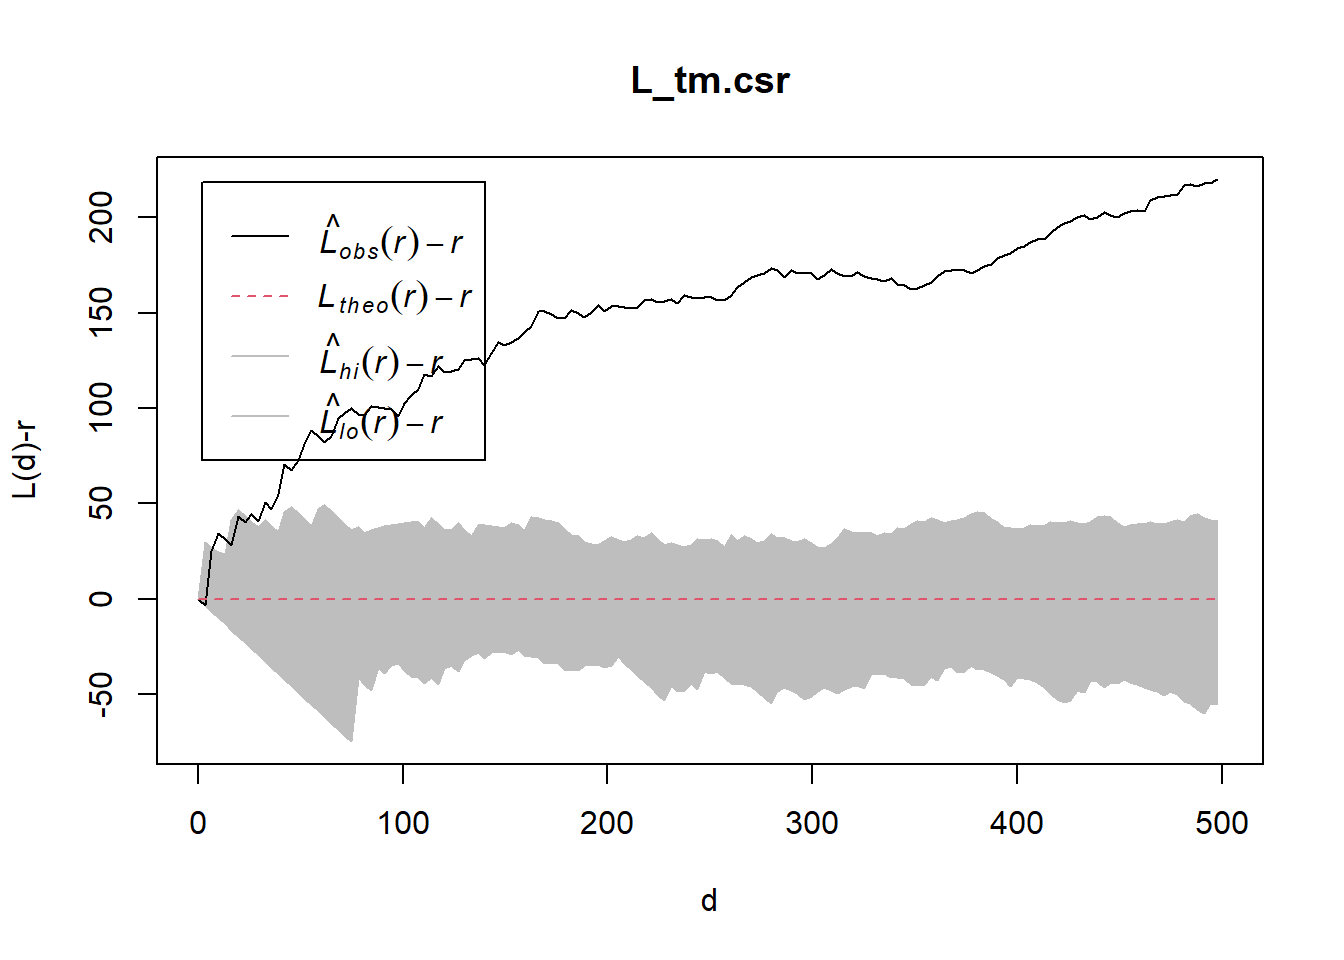 L_tm.csr
L̂obs(r) − r
Ltheo(r) − r
L̂hi(r) − r
L̂lo(r) − r
L(d)-r
200
150
100
50
0
-50
0 100 200 300 400 500
d